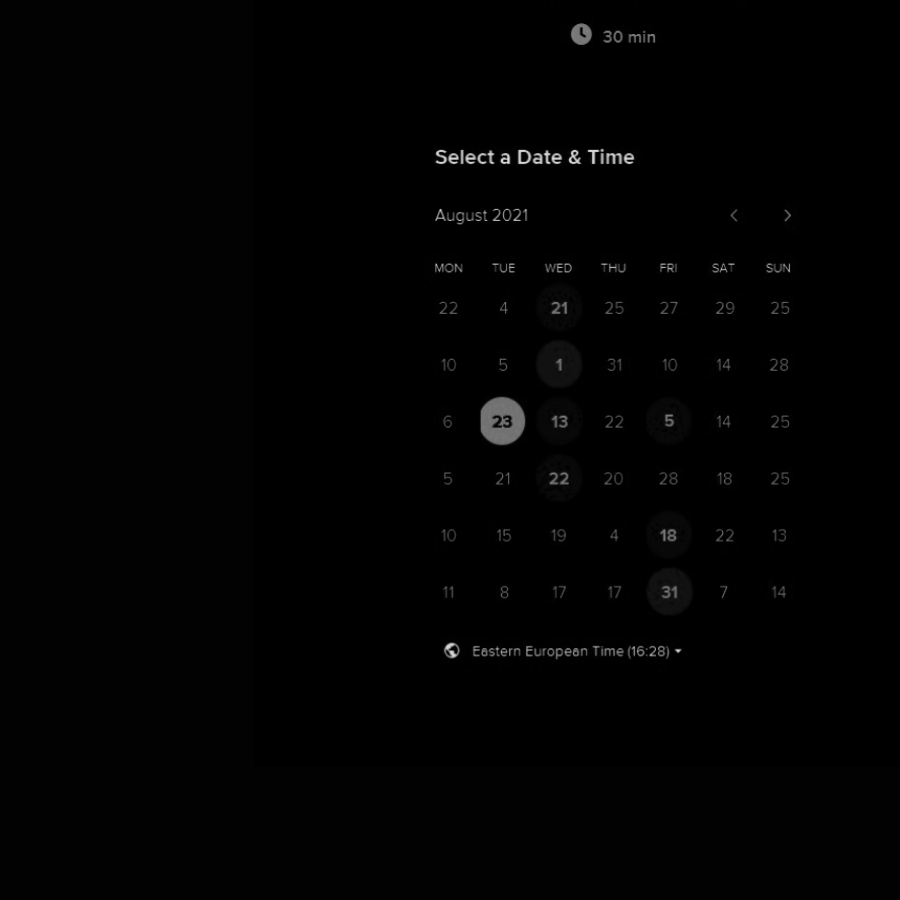 30 min
Select a Date & Time
August 2021
MON TUE WED THU FRI SAT SUN
22 4 21 25 27 29 25
10 5 1 31 10 14 28
6 23 13 22 5 14 25
5 21 22 20 28 18 25
10 15 19 4 18 22 13
11 8 17 17 31 7 14
Eastern European Time (16:28)